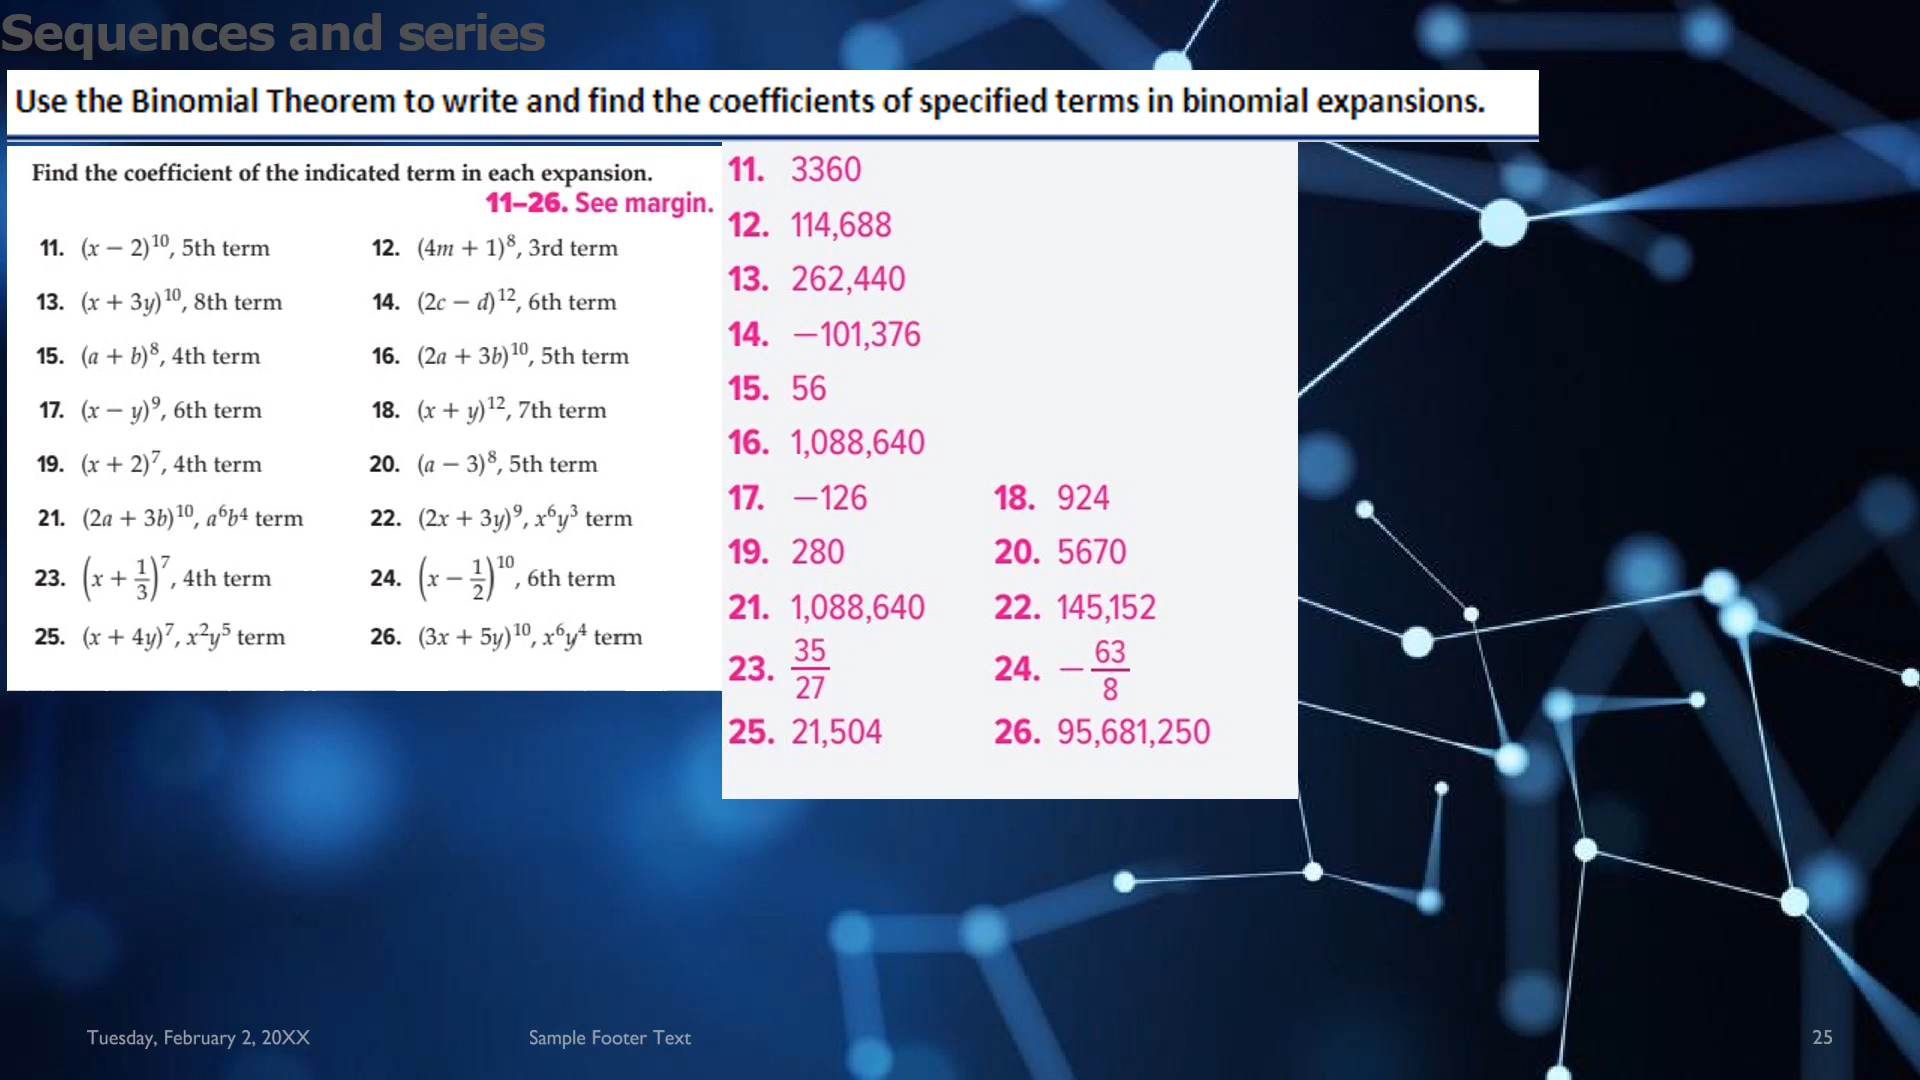 Sequences and series
Use the Binomial Theorem to write and find the coefficients of specified terms in binomial expansions.
Find the coefficient of the indicated term in each expansion.
11–26. See margin.
11. (x − 2)¹⁰, 5th term 12. (4m + 1)⁸, 3rd term
13. (x + 3y)¹⁰, 8th term 14. (2c − d)¹², 6th term
15. (a + b)⁸, 4th term 16. (2a + 3b)¹⁰, 5th term
17. (x − y)⁹, 6th term 18. (x + y)¹², 7th term
19. (x + 2)⁷, 4th term 20. (a − 3)⁸, 5th term
21. (2a + 3b)¹⁰, a⁶b⁴ term 22. (2x + 3y)⁹, x⁶y³ term
23. (x + 1/3)⁷, 4th term 24. (x − 1/2)¹⁰, 6th term
25. (x + 4y)⁷, x²y⁵ term 26. (3x + 5y)¹⁰, x⁶y⁴ term
11. 3360
12. 114,688
13. 262,440
14. −101,376
15. 56
16. 1,088,640
17. −126 18. 924
19. 280 20. 5670
21. 1,088,640 22. 145,152
23. 35/27 24. −63/8
25. 21,504 26. 95,681,250
Tuesday, February 2, 20XX Sample Footer Text 25